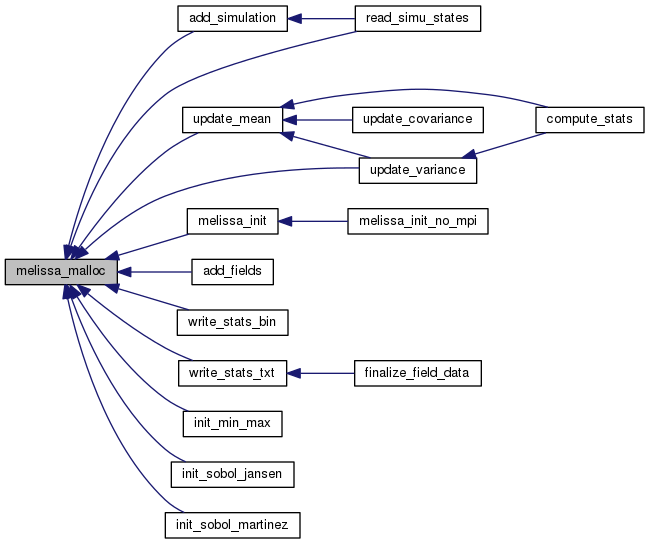 add_simulation
read_simu_states
update_mean
update_covariance
compute_stats
update_variance
melissa_init
melissa_init_no_mpi
melissa_malloc
add_fields
write_stats_bin
write_stats_txt
finalize_field_data
init_min_max
init_sobol_jansen
init_sobol_martinez